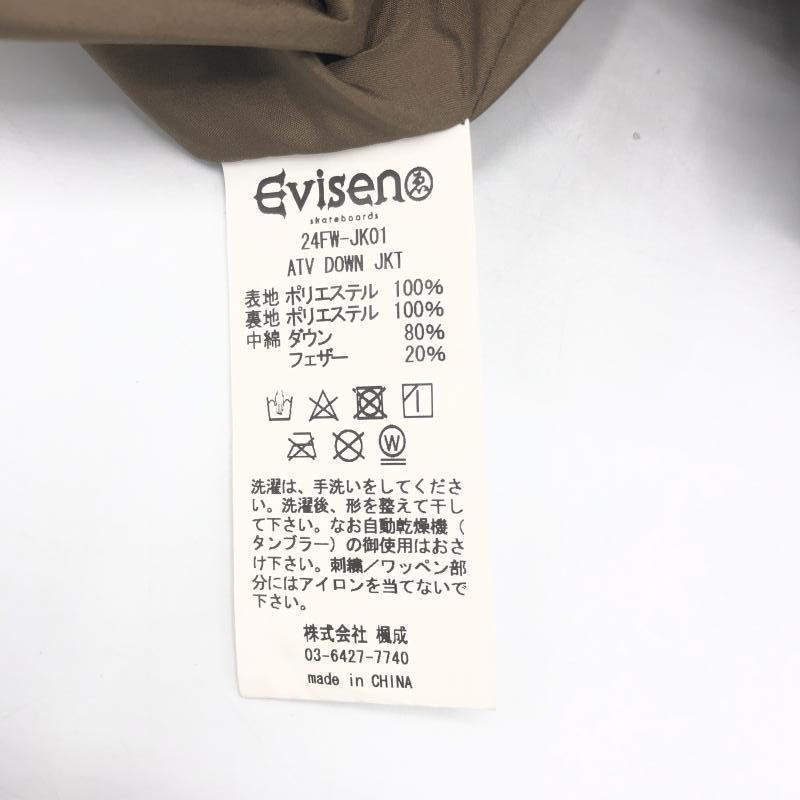 Evisen ゑ
skateboards
24FW-JK01
ATV DOWN JKT
表地 ポリエステル 100%
裏地 ポリエステル 100%
中綿 ダウン 80%
フェザー 20%
W
洗濯は、手洗いをしてくださ
い。洗濯後、形を整えて干し
て下さい。なお自動乾燥機(
タンブラー)の御使用はおさ
け下さい。刺繍/ワッペン部
分にはアイロンを当てないで
下さい。
株式会社 楓成
03-6427-7740
made in CHINA